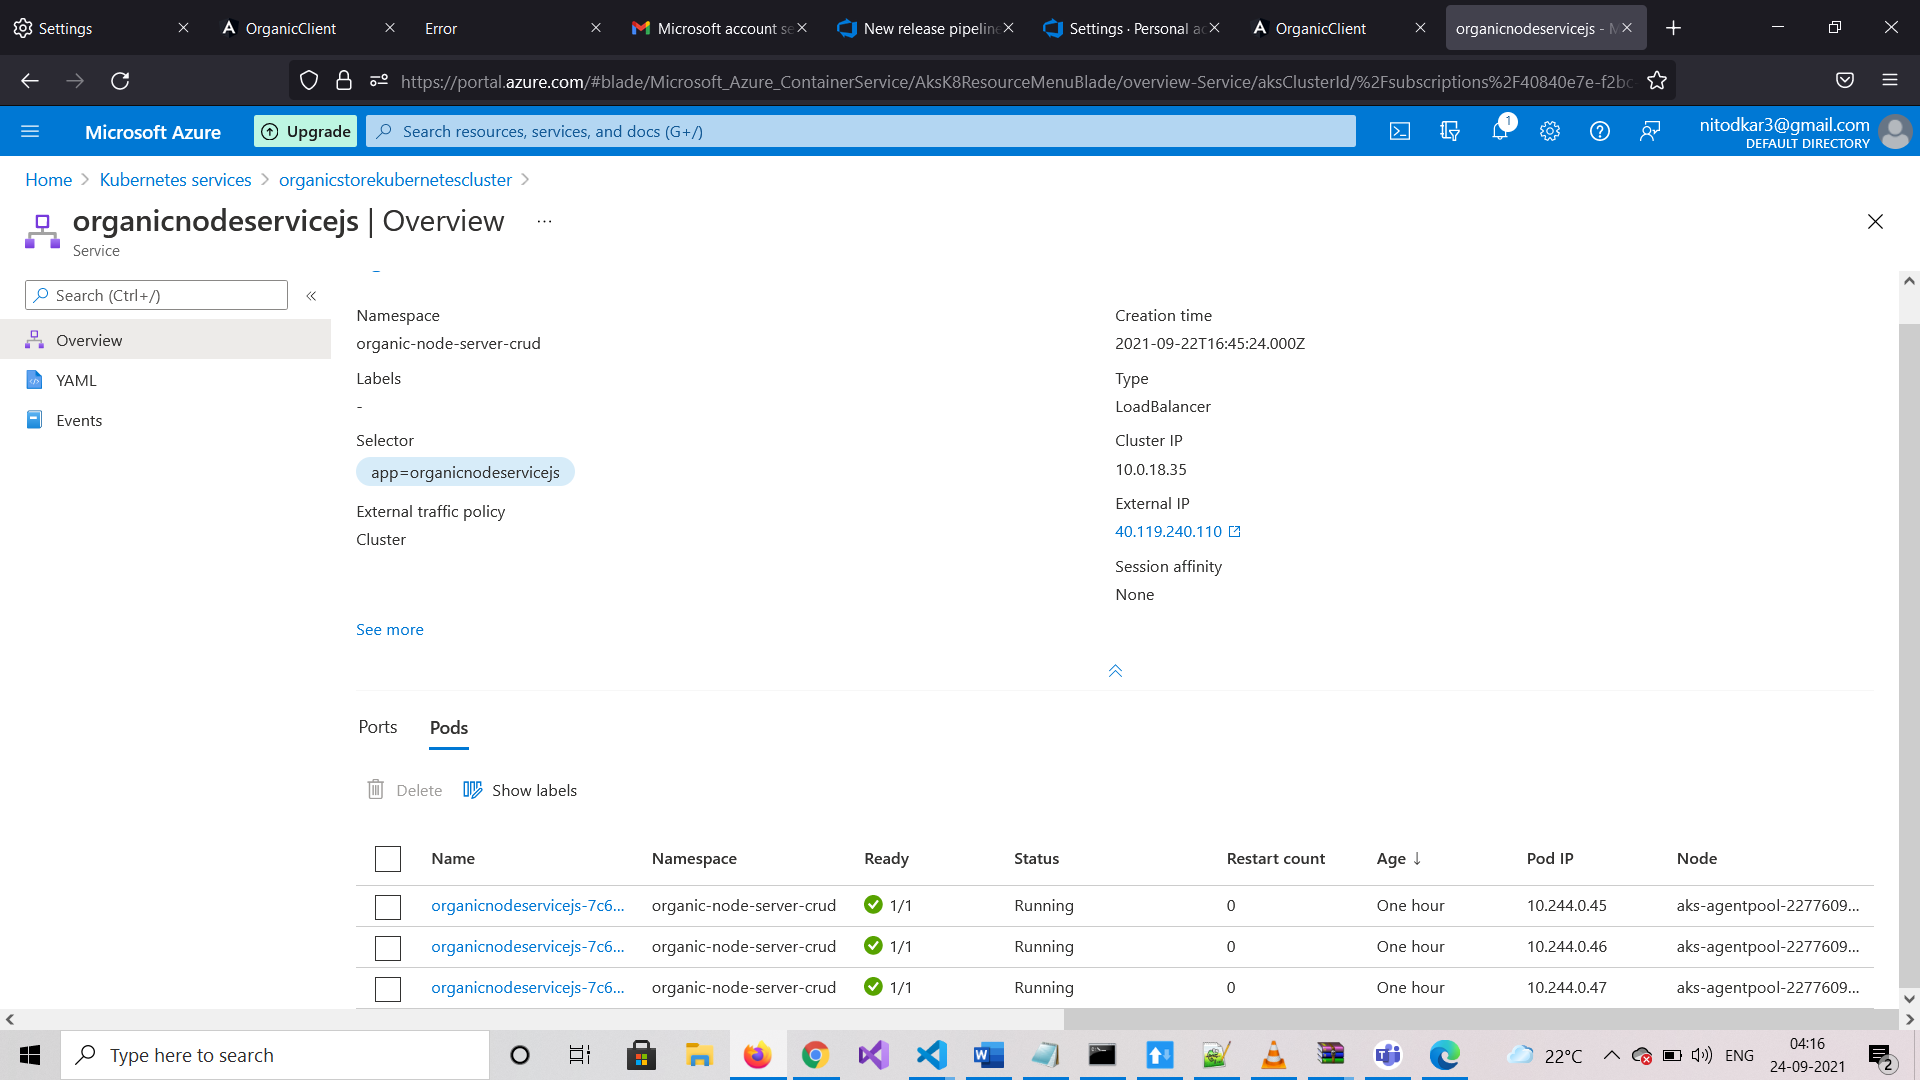 Settings
OrganicClient
Error
Microsoft account se
New release pipeline
Settings · Personal ac
OrganicClient
organicnodeservicejs - M
https://portal.azure.com/#blade/Microsoft_Azure_ContainerService/AksK8ResourceMenuBlade/overview-Service/aksClusterId/%2Fsubscriptions%2F40840e7e-f2bc
Microsoft Azure
Upgrade
Search resources, services, and docs (G+/)
1
nitodkar3@gmail.com
DEFAULT DIRECTORY
Home > Kubernetes services > organicstorekubernetescluster >
organicnodeservicejs | Overview ...
Service
Search (Ctrl+/)
«
Overview
YAML
Events
Namespace
organic-node-server-crud
Labels
-
Selector
app=organicnodeservicejs
External traffic policy
Cluster
See more
Creation time
2021-09-22T16:45:24.000Z
Type
LoadBalancer
Cluster IP
10.0.18.35
External IP
40.119.240.110
Session affinity
None
Ports Pods
Delete Show labels
Name Namespace Ready Status Restart count Age ↓ Pod IP Node
organicnodeservicejs-7c6... organic-node-server-crud 1/1 Running 0 One hour 10.244.0.45 aks-agentpool-2277609...
organicnodeservicejs-7c6... organic-node-server-crud 1/1 Running 0 One hour 10.244.0.46 aks-agentpool-2277609...
organicnodeservicejs-7c6... organic-node-server-crud 1/1 Running 0 One hour 10.244.0.47 aks-agentpool-2277609...
Type here to search
22°C
ENG
04:16
24-09-2021
2